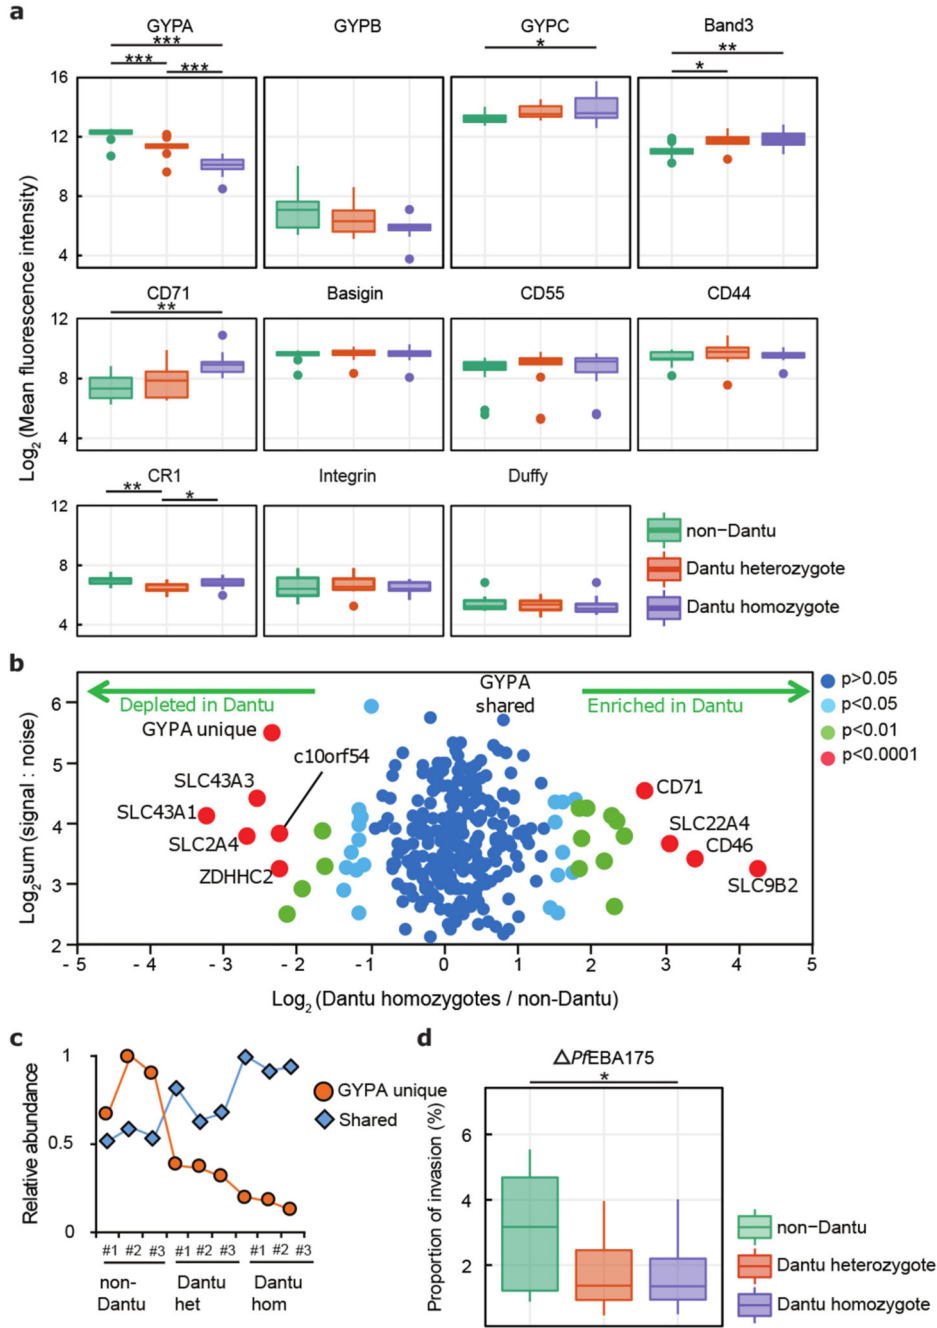 a
GYPA
GYPB
GYPC
Band3
***
***
***
*
**
*
16
12
8
4
Log2 (Mean fluorescence intensity)
CD71
Basigin
CD55
CD44
**
12
8
4
CR1
Integrin
Duffy
**
*
12
8
4
non−Dantu
Dantu heterozygote
Dantu homozygote
b
Depleted in Dantu
GYPA
shared
Enriched in Dantu
p>0.05
p<0.05
p<0.01
p<0.0001
GYPA unique
c10orf54
SLC43A3
SLC43A1
SLC2A4
ZDHHC2
CD71
SLC22A4
CD46
SLC9B2
6
5
4
3
2
Log2sum (signal : noise)
- 5
- 4
- 3
- 2
-1
0
1
2
3
4
5
Log2 (Dantu homozygotes / non-Dantu)
c
1
0.5
0
Relative abundance
GYPA unique
Shared
#1 #2 #3 #1 #2 #3 #1 #2 #3
non-
Dantu
Dantu
het
Dantu
hom
d
△PfEBA175
*
6
4
2
Proportion of invasion (%)
non−Dantu
Dantu heterozygote
Dantu homozygote